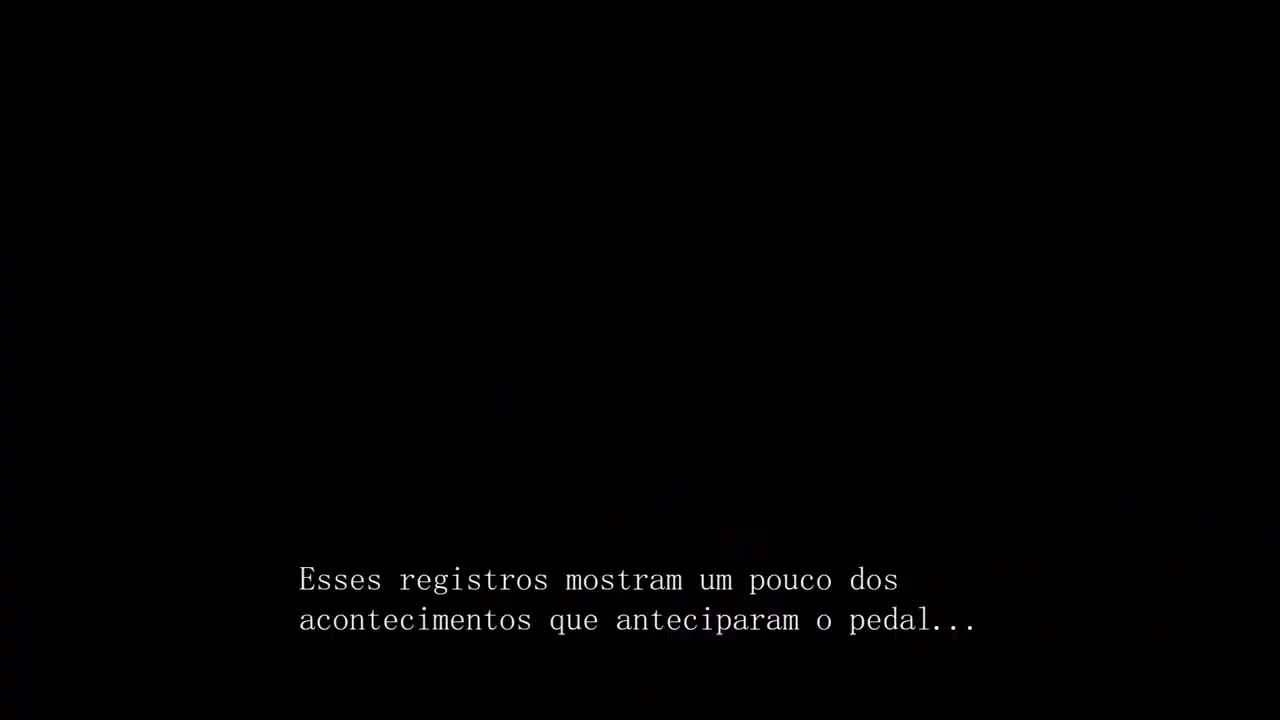 Esses registros mostram um pouco dos
acontecimentos que anteciparam o pedal...